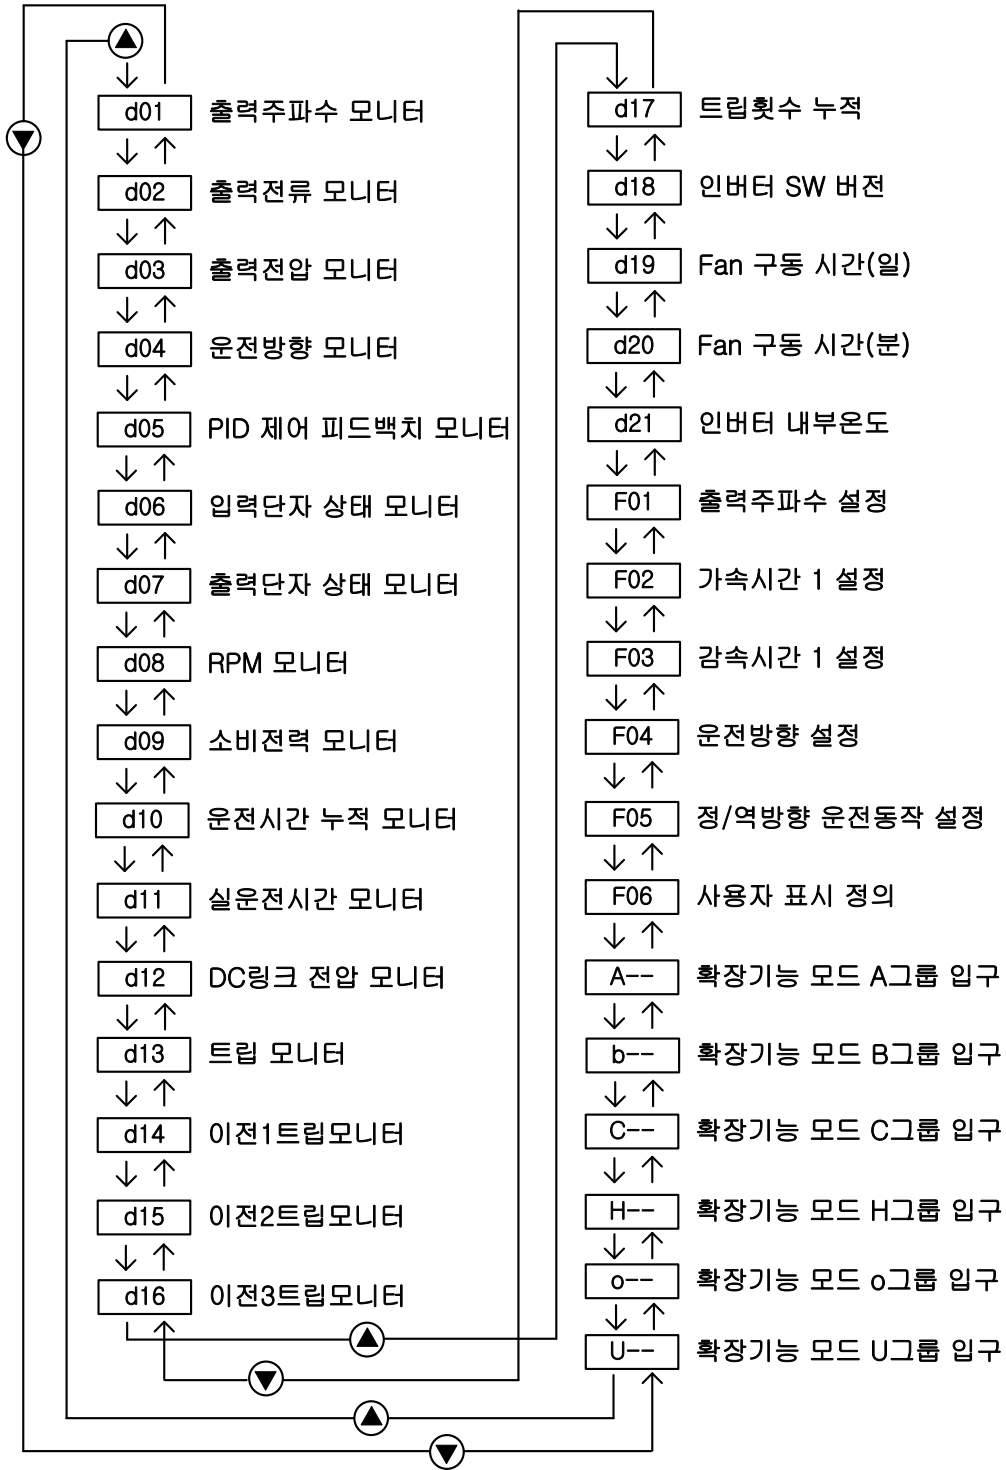 d01 출력주파수 모니터
d02 출력전류 모니터
d03 출력전압 모니터
d04 운전방향 모니터
d05 PID 제어 피드백치 모니터
d06 입력단자 상태 모니터
d07 출력단자 상태 모니터
d08 RPM 모니터
d09 소비전력 모니터
d10 운전시간 누적 모니터
d11 실운전시간 모니터
d12 DC링크 전압 모니터
d13 트립 모니터
d14 이전1트립모니터
d15 이전2트립모니터
d16 이전3트립모니터
d17 트립횟수 누적
d18 인버터 SW 버전
d19 Fan 구동 시간(일)
d20 Fan 구동 시간(분)
d21 인버터 내부온도
F01 출력주파수 설정
F02 가속시간 1 설정
F03 감속시간 1 설정
F04 운전방향 설정
F05 정/역방향 운전동작 설정
F06 사용자 표시 정의
A-- 확장기능 모드 A그룹 입구
b-- 확장기능 모드 B그룹 입구
C-- 확장기능 모드 C그룹 입구
H-- 확장기능 모드 H그룹 입구
o-- 확장기능 모드 o그룹 입구
U-- 확장기능 모드 U그룹 입구